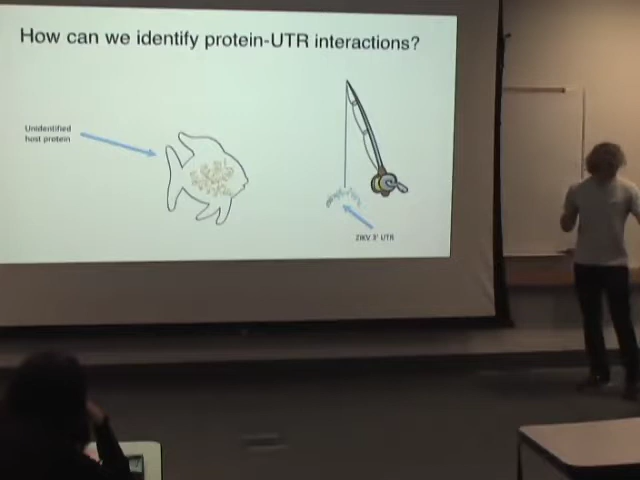 How can we identify protein-UTR interactions?
Unidentified
host protein
ZIKV 3' UTR